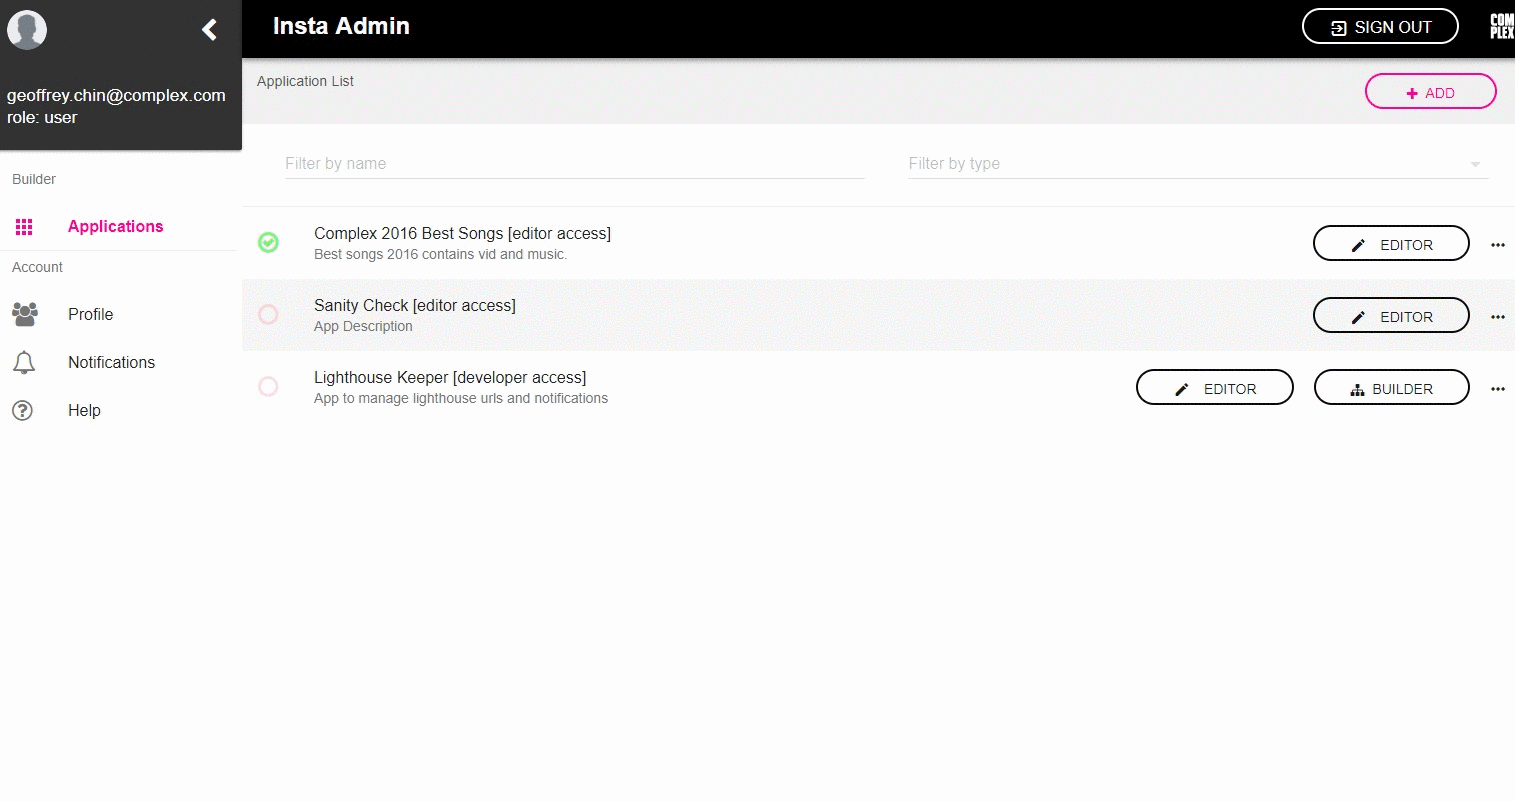 Insta Admin
SIGN OUT
COM
PLEX
geoffrey.chin@complex.com
role: user
Application List
ADD
Builder
Applications
Account
Profile
Notifications
Help
Filter by name
Filter by type
Complex 2016 Best Songs [editor access]
Best songs 2016 contains vid and music.
EDITOR
Sanity Check [editor access]
App Description
EDITOR
Lighthouse Keeper [developer access]
App to manage lighthouse urls and notifications
EDITOR
BUILDER